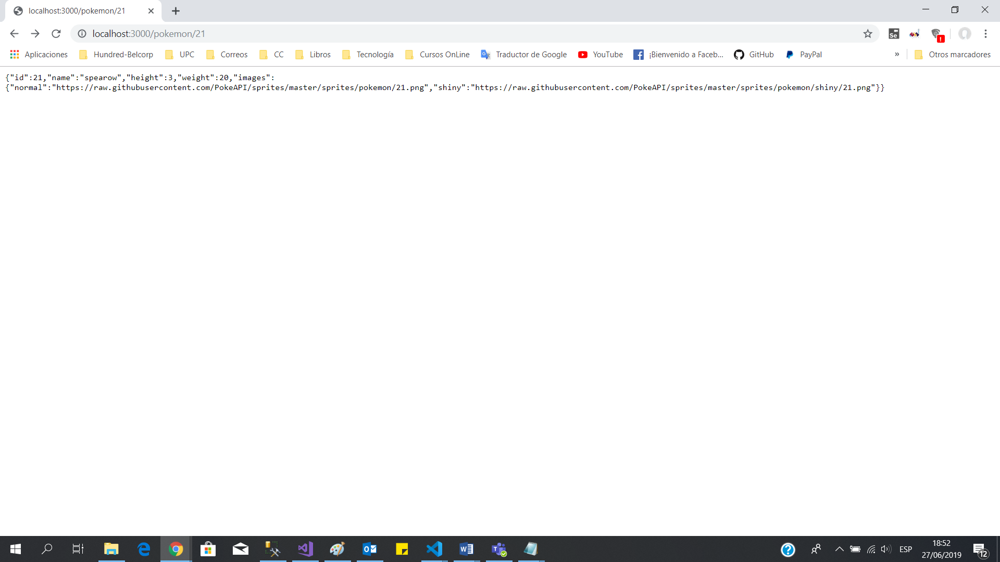 localhost:3000/pokemon/21
localhost:3000/pokemon/21
Se
!
Aplicaciones Hundred-Belcorp UPC Correos CC Libros Tecnología Cursos OnLine Traductor de Google YouTube ¡Bienvenido a Faceb... GitHub PayPal » Otros marcadores
{"id":21,"name":"spearow","height":3,"weight":20,"images":
{"normal":"https://raw.githubusercontent.com/PokeAPI/sprites/master/sprites/pokemon/21.png","shiny":"https://raw.githubusercontent.com/PokeAPI/sprites/master/sprites/pokemon/shiny/21.png"}}
ESP
18:52
27/06/2019
12